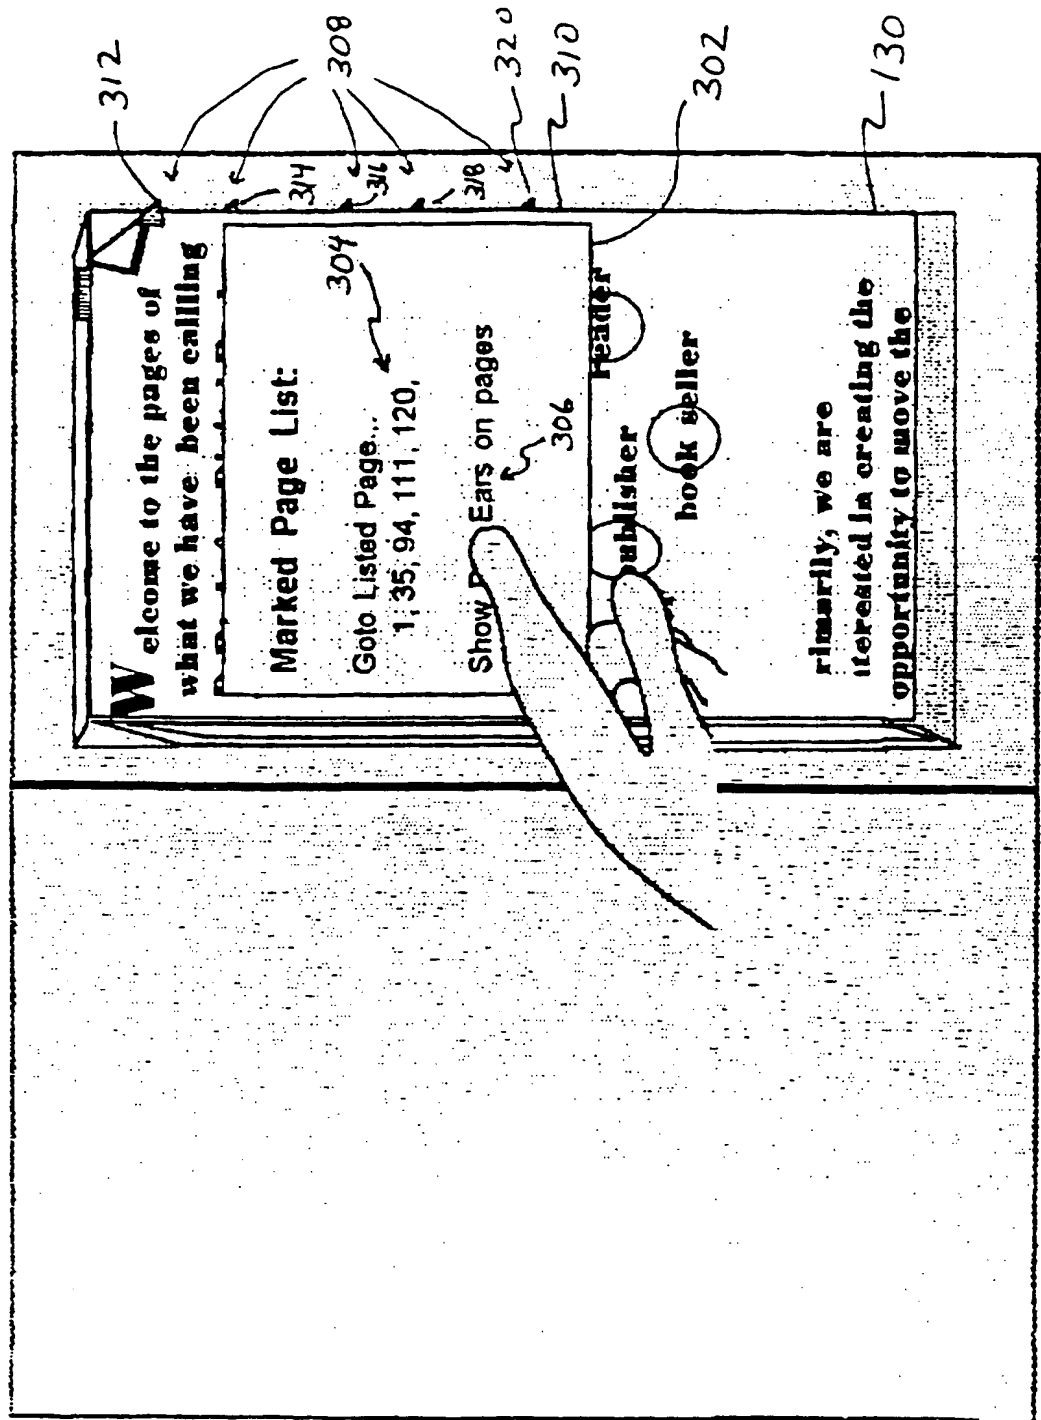 312
308
320
310
302
130
314
316
318
304
306
Welcome to the pages of
what we have been callling
Marked Page List:
Goto Listed Page...
1, 35, 94, 111, 120,
Show Ears on pages
reader
publisher
book seller
rimarily, we are
iterested in creating the
opportunity to move the